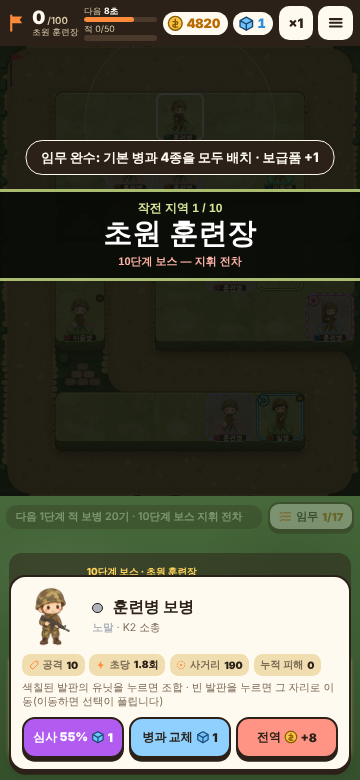 0/100
초원 훈련장
다음 8초
적 0/50
4820
1
×1
임무 완수: 기본 병과 4종을 모두 배치 · 보급품 +1
작전 지역 1 / 10
초원 훈련장
10단계 보스 — 지휘 전차
다음 1단계 적 보병 20기 · 10단계 보스 지휘 전차
임무 1/17
10단계 보스 · 초원 훈련장
훈련병 보병
노말 · K2 소총
공격 10
초당 1.8회
사거리 190
누적 피해 0
색칠된 발판의 유닛을 누르면 조합 · 빈 발판을 누르면 그 자리로 이
동(이동하면 선택이 풀립니다)
심사 55% 1
병과 교체 1
전역 +8